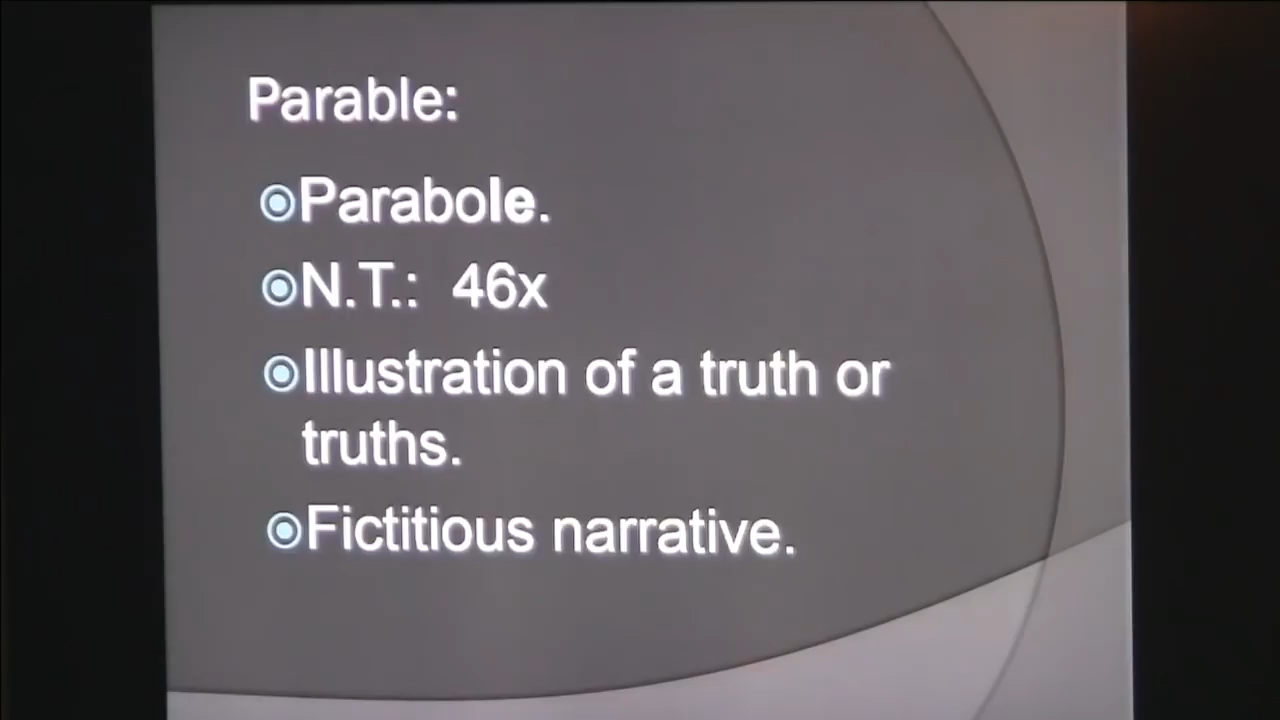 Parable:
Parabole.
N.T.: 46x
Illustration of a truth or
truths.
Fictitious narrative.